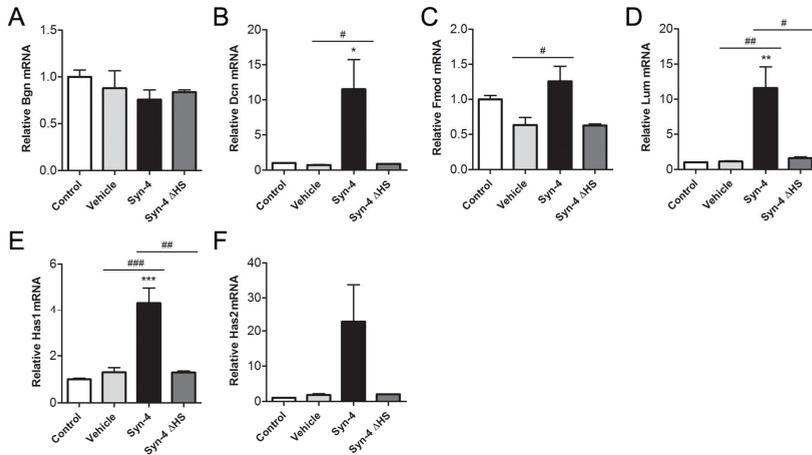 A
Relative Bgn mRNA
1.5
1.0
0.5
0.0
Control
Vehicle
Syn-4
Syn-4 ΔHS
B
Relative Dcn mRNA
20
15
10
5
0
#
*
Control
Vehicle
Syn-4
Syn-4 ΔHS
C
Relative Fmod mRNA
2.0
1.5
1.0
0.5
0.0
#
Control
Vehicle
Syn-4
Syn-4 ΔHS
D
Relative Lum mRNA
20
15
10
5
0
#
##
**
Control
Vehicle
Syn-4
Syn-4 ΔHS
E
Relative Has1 mRNA
6
4
2
0
##
###
***
Control
Vehicle
Syn-4
Syn-4 ΔHS
F
Relative Has2 mRNA
40
30
20
10
0
Control
Vehicle
Syn-4
Syn-4 ΔHS